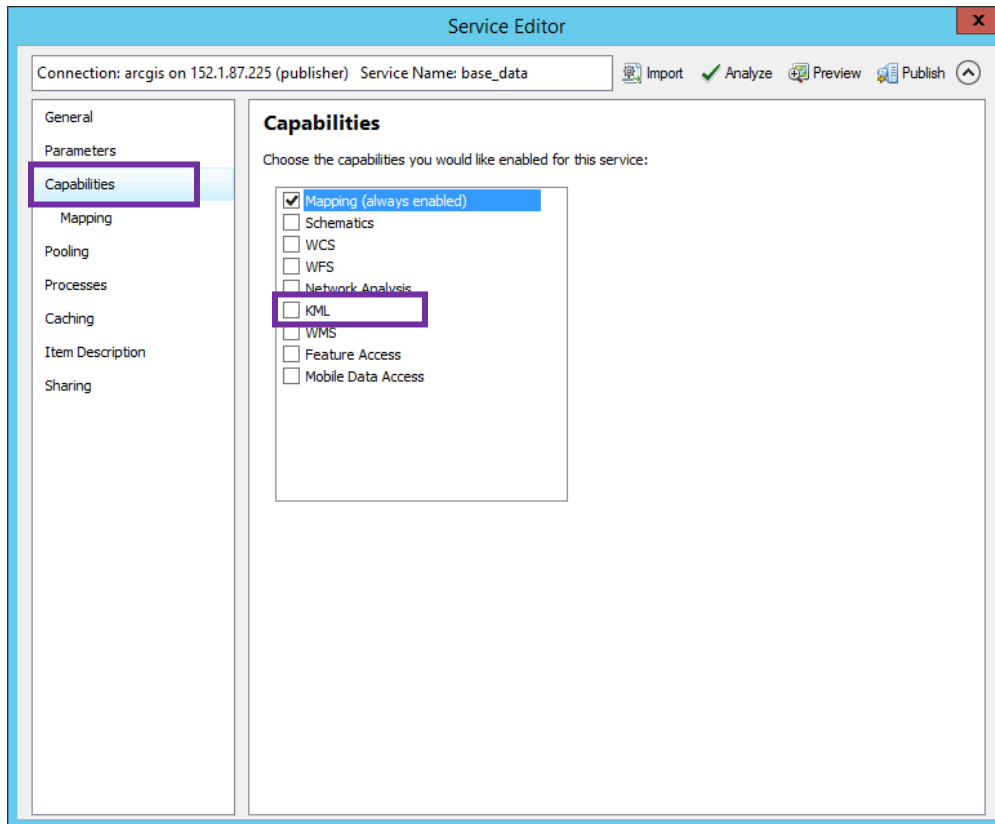 Service Editor
x
Connection: arcgis on 152.1.87.225 (publisher) Service Name: base_data
Import
Analyze
Preview
Publish
General
Parameters
Capabilities
Mapping
Pooling
Processes
Caching
Item Description
Sharing
Capabilities
Choose the capabilities you would like enabled for this service:
Mapping (always enabled)
Schematics
WCS
WFS
Network Analysis
KML
WMS
Feature Access
Mobile Data Access